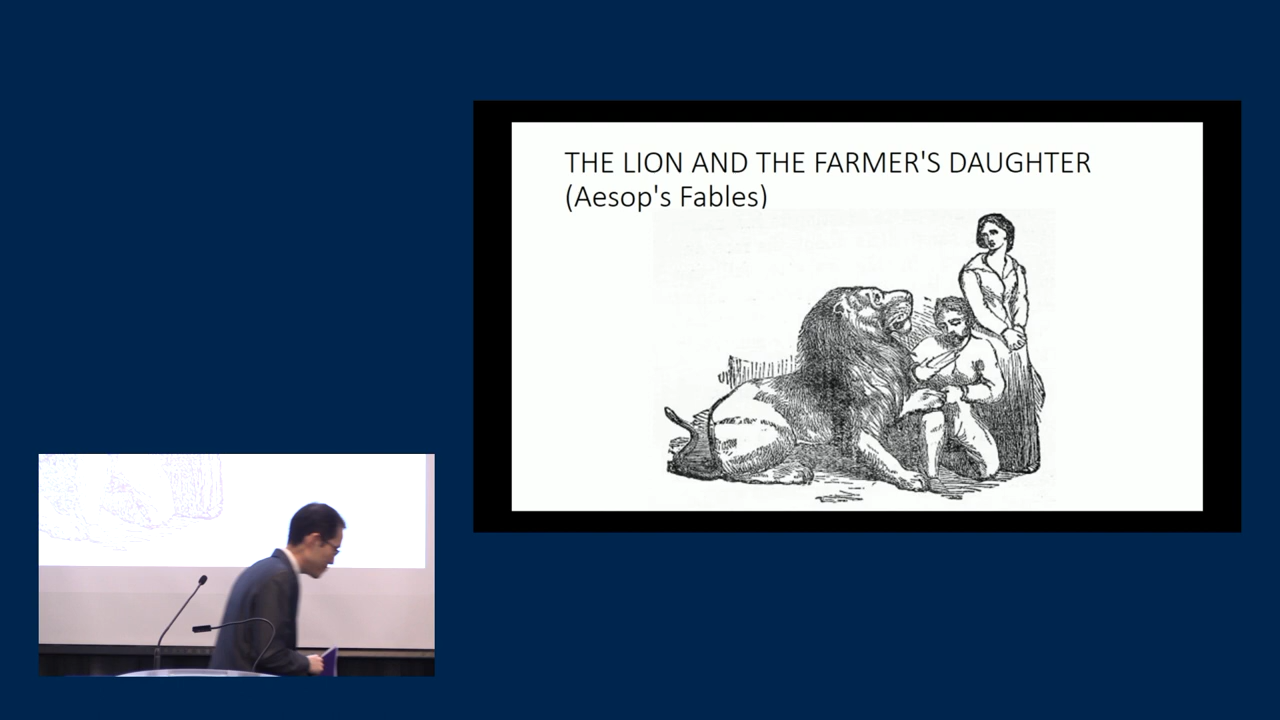 THE LION AND THE FARMER'S DAUGHTER
(Aesop's Fables)